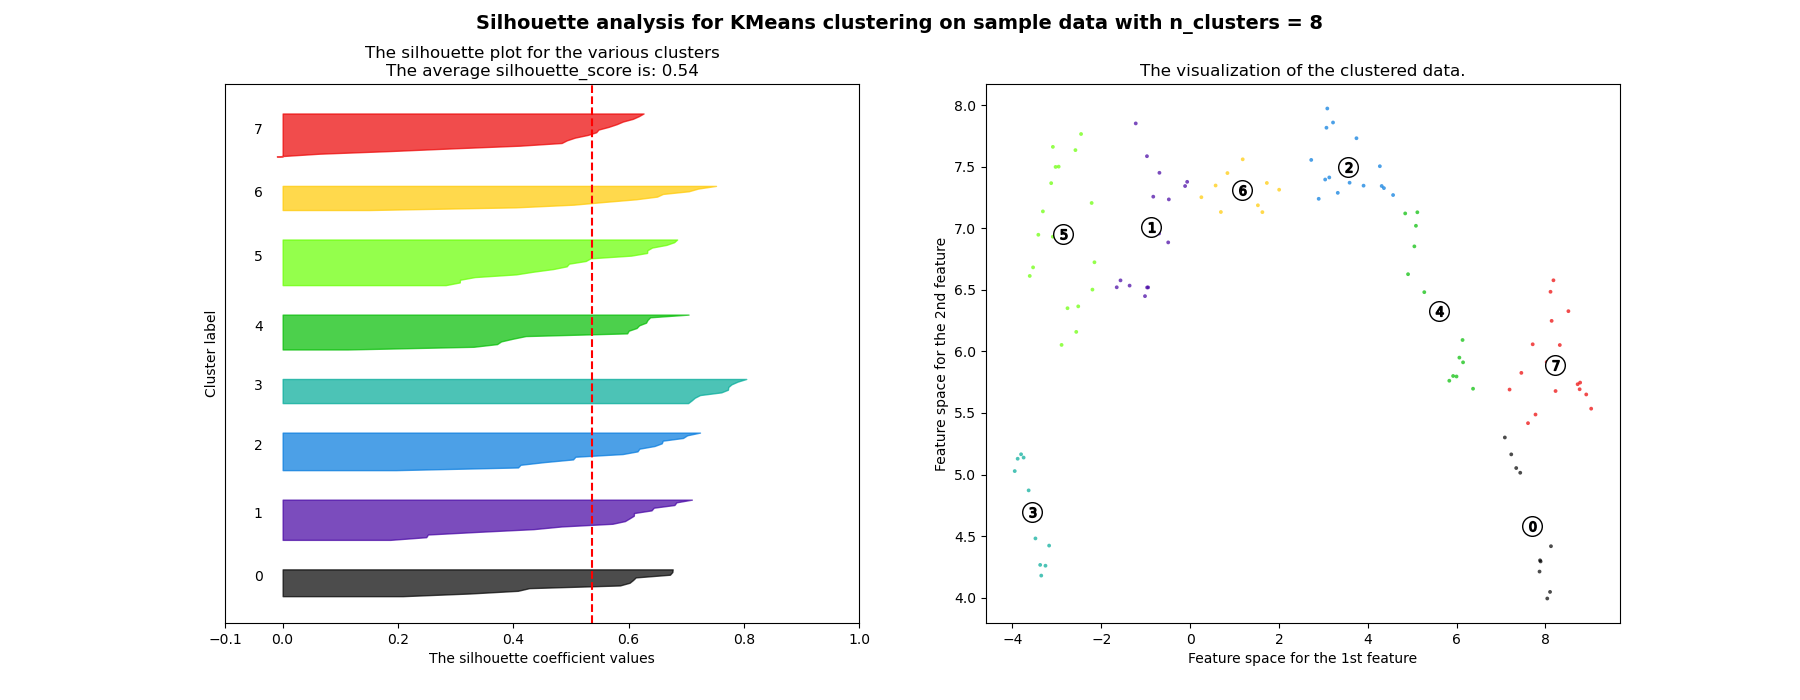 Silhouette analysis for KMeans clustering on sample data with n_clusters = 8
The silhouette plot for the various clusters
The average silhouette_score is: 0.54
7
6
5
4
3
2
1
0
Cluster label
−0.1 0.0 0.2 0.4 0.6 0.8 1.0
The silhouette coefficient values
The visualization of the clustered data.
8.0
7.5
7.0
6.5
6.0
5.5
5.0
4.5
4.0
Feature space for the 2nd feature
2
6
1
5
4
7
3
0
−4 −2 0 2 4 6 8
Feature space for the 1st feature